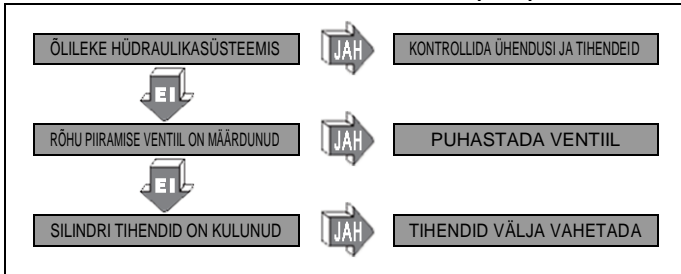 ÕLILEKE HÜDRAULIKASÜSTEEMIS
JAH
KONTROLLIDA ÜHENDUSI JA TIHENDEID
EI
RÕHU PIIRAMISE VENTIIL ON MÄÄRDUNUD
JAH
PUHASTADA VENTIIL
EI
SILINDRI TIHENDID ON KULUNUD
JAH
TIHENDID VÄLJA VAHETADA